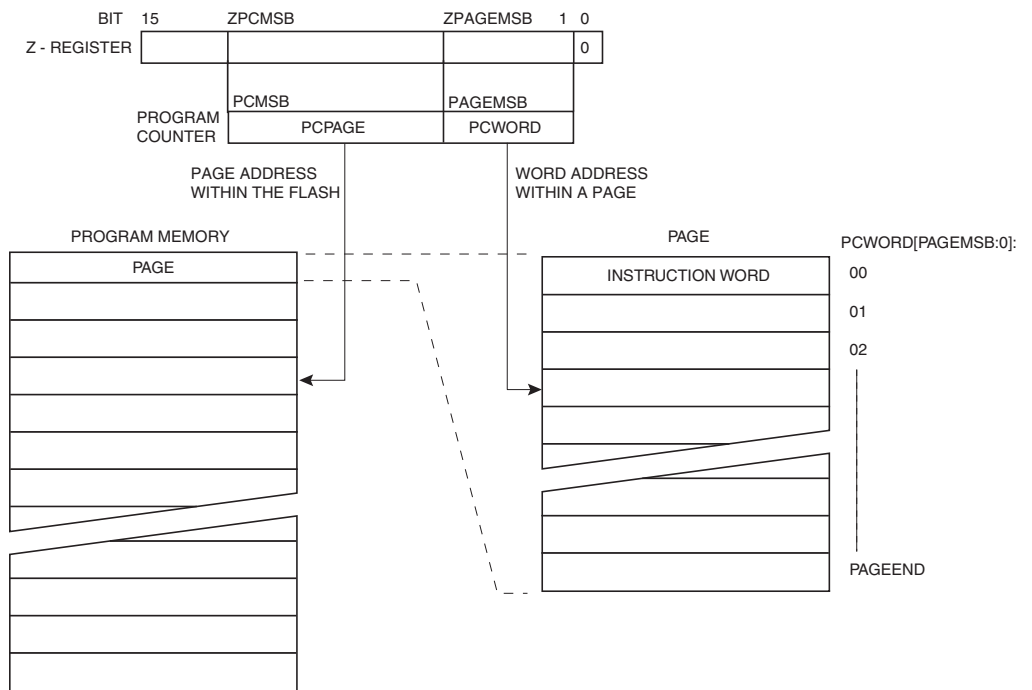 BIT 15 ZPCMSB ZPAGEMSB 1 0
Z - REGISTER 0
PCMSB PAGEMSB
PROGRAM
COUNTER
PCPAGE PCWORD
PAGE ADDRESS
WITHIN THE FLASH
WORD ADDRESS
WITHIN A PAGE
PROGRAM MEMORY
PAGE
PAGE
PCWORD[PAGEMSB:0]:
INSTRUCTION WORD 00
01
02
PAGEEND